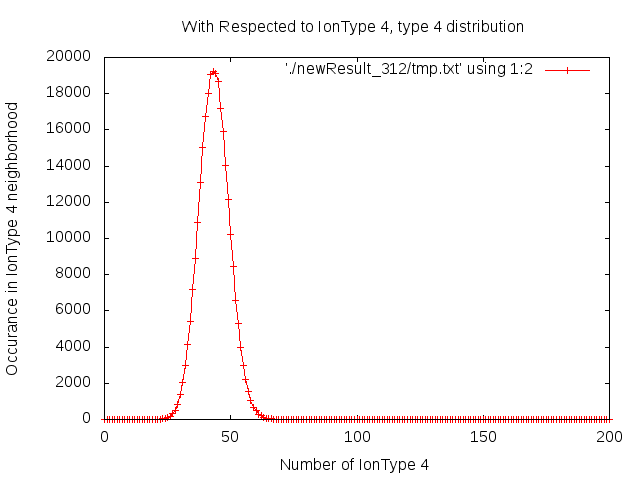 With Respected to IonType 4, type 4 distribution
'./newResult_312/tmp.txt' using 1:2
20000
18000
16000
14000
12000
10000
8000
6000
4000
2000
0
Occurance in IonType 4 neighborhood
0 50 100 150 200
Number of IonType 4